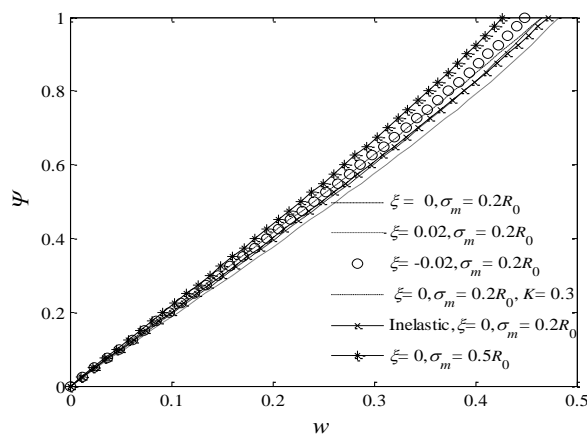 1
0.8
0.6
0.4
0.2
0
Ψ
ξ = 0, σm = 0.2R0
ξ = 0.02, σm = 0.2R0
ξ = -0.02, σm = 0.2R0
ξ = 0, σm = 0.2R0, K = 0.3
Inelastic, ξ = 0, σm = 0.2R0
ξ = 0, σm = 0.5R0
0 0.1 0.2 0.3 0.4 0.5
w